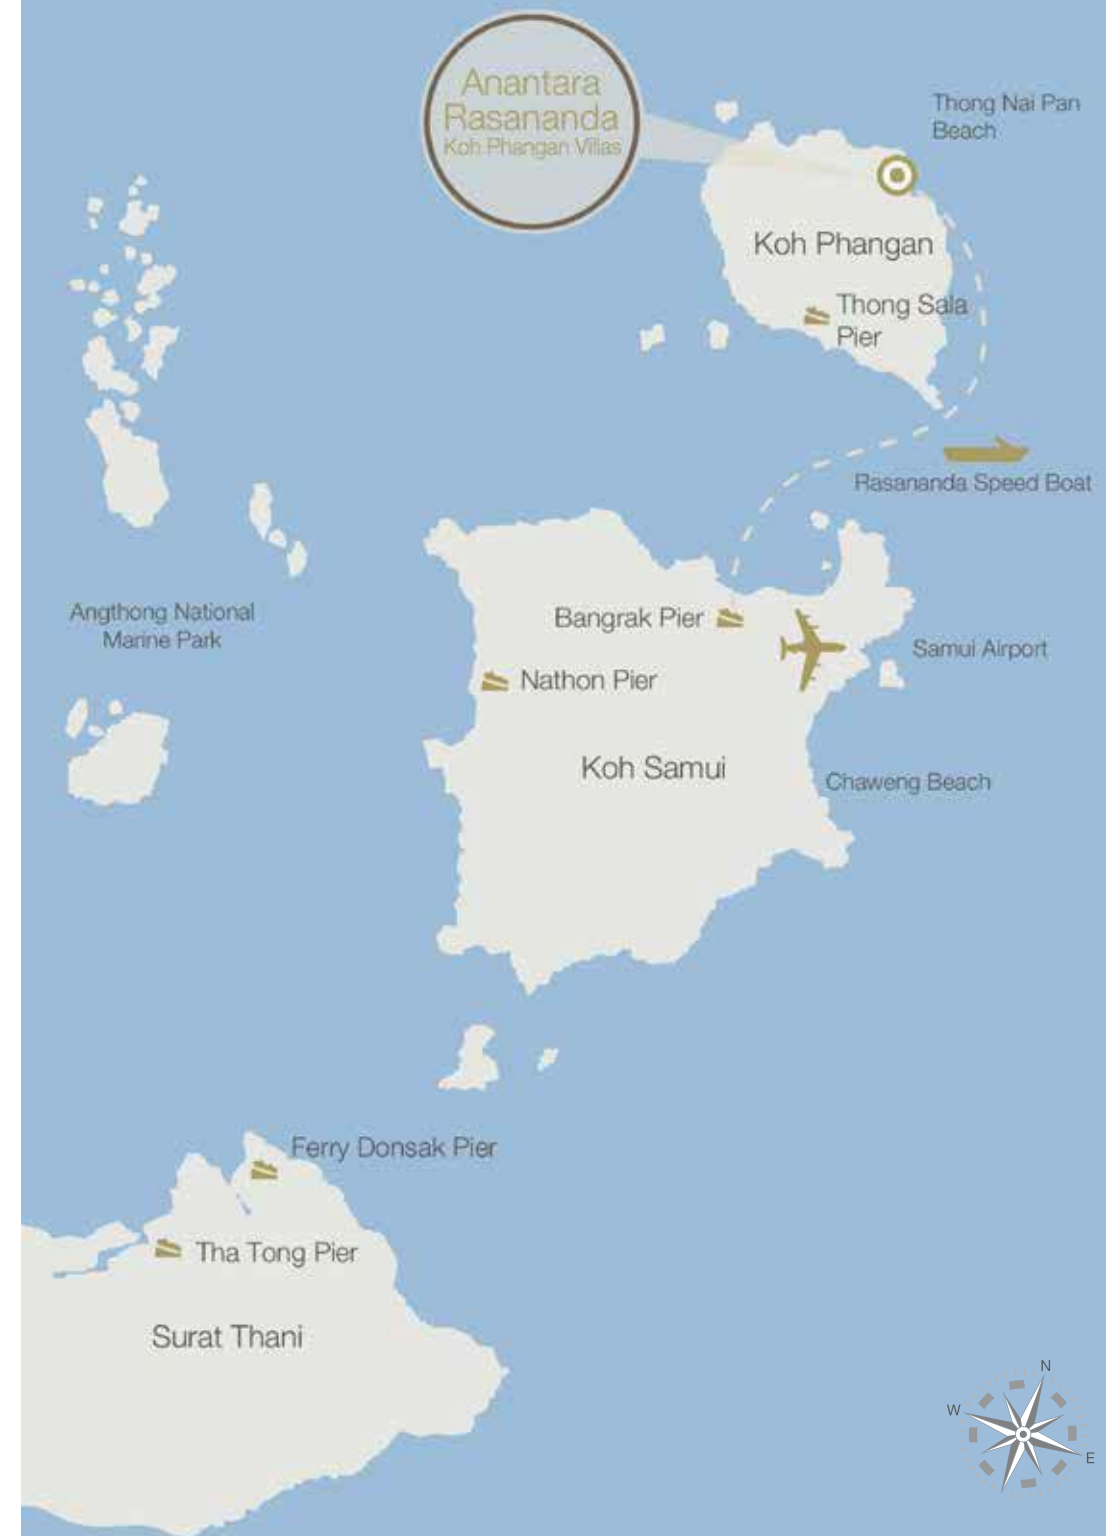 Anantara
Rasananda
Koh Phangan Villas
Thong Nai Pan
Beach
Koh Phangan
Thong Sala
Pier
Rasananda Speed Boat
Angthong National
Marine Park
Bangrak Pier
Samui Airport
Nathon Pier
Koh Samui
Chaweng Beach
Ferry Donsak Pier
Tha Tong Pier
Surat Thani
N
W
E